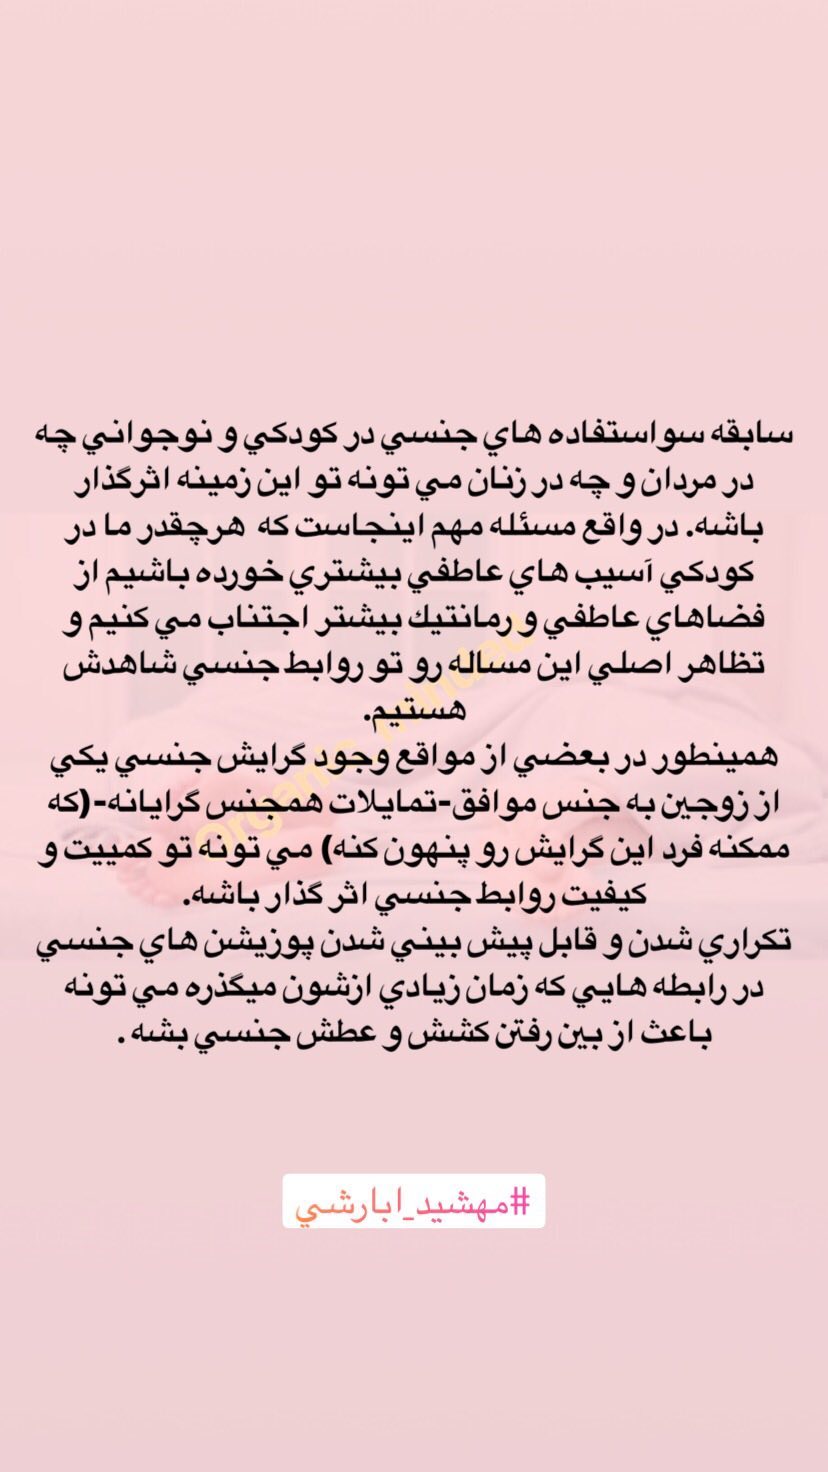 سابقه سواستفاده هاي جنسي در كودكي و نوجواني چه
در مردان و چه در زنان مي تونه تو اين زمينه اثرگذار
باشه. در واقع مسئله مهم اينجاست كه هرچقدر ما در
كودكي آسيب هاي عاطفي بيشتري خورده باشيم از
فضاهاي عاطفي و رمانتيك بيشتر اجتناب مي كنيم و
تظاهر اصلي اين مساله رو تو روابط جنسي شاهدش
هستيم.
همينطور در بعضي از مواقع وجود گرايش جنسي يكي
از زوجين به جنس موافق-تمايلات همجنس گرايانه-(كه
ممكنه فرد اين گرايش رو پنهون كنه) مي تونه تو كمييت و
كيفيت روابط جنسي اثر گذار باشه.
تكراري شدن و قابل پيش بيني شدن پوزيشن هاي جنسي
در رابطه هايي كه زمان زيادي ازشون ميگذره مي تونه
باعث از بين رفتن كشش و عطش جنسي بشه .
#مهشيد_ابارشي